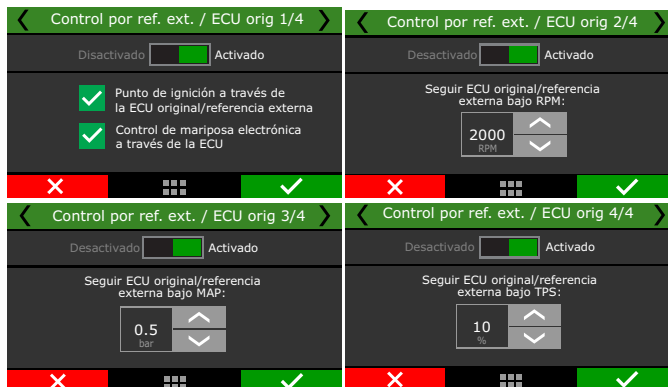 Control por ref. ext. / ECU orig 1/4
Disactivado Activado
Punto de ignición a través de
la ECU original/referencia externa
Control de mariposa electrónica
a través de la ECU
Control por ref. ext. / ECU orig 2/4
Desactivado Activado
Seguir ECU original/referencia
externa bajo RPM:
2000
RPM
Control por ref. ext. / ECU orig 3/4
Desactivado Activado
Seguir ECU original/referencia
externa bajo MAP:
0.5
bar
Control por ref. ext. / ECU orig 4/4
Desactivado Activado
Seguir ECU original/referencia
externa bajo TPS:
10
%